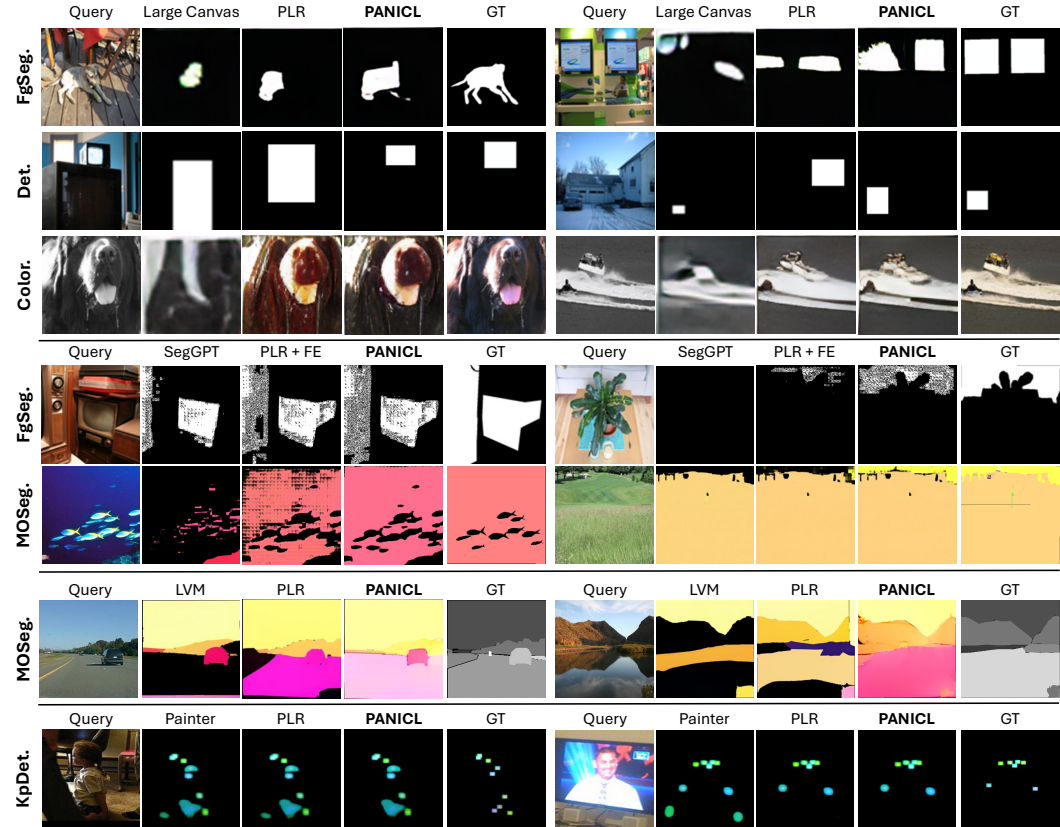 Query Large Canvas PLR PANICL GT Query Large Canvas PLR PANICL GT
FgSeg.
Det.
Color.
Query SegGPT PLR + FE PANICL GT Query SegGPT PLR + FE PANICL GT
FgSeg.
MOSeg.
Query LVM PLR PANICL GT Query LVM PLR PANICL GT
MOSeg.
Query Painter PLR PANICL GT Query Painter PLR PANICL GT
KpDet.